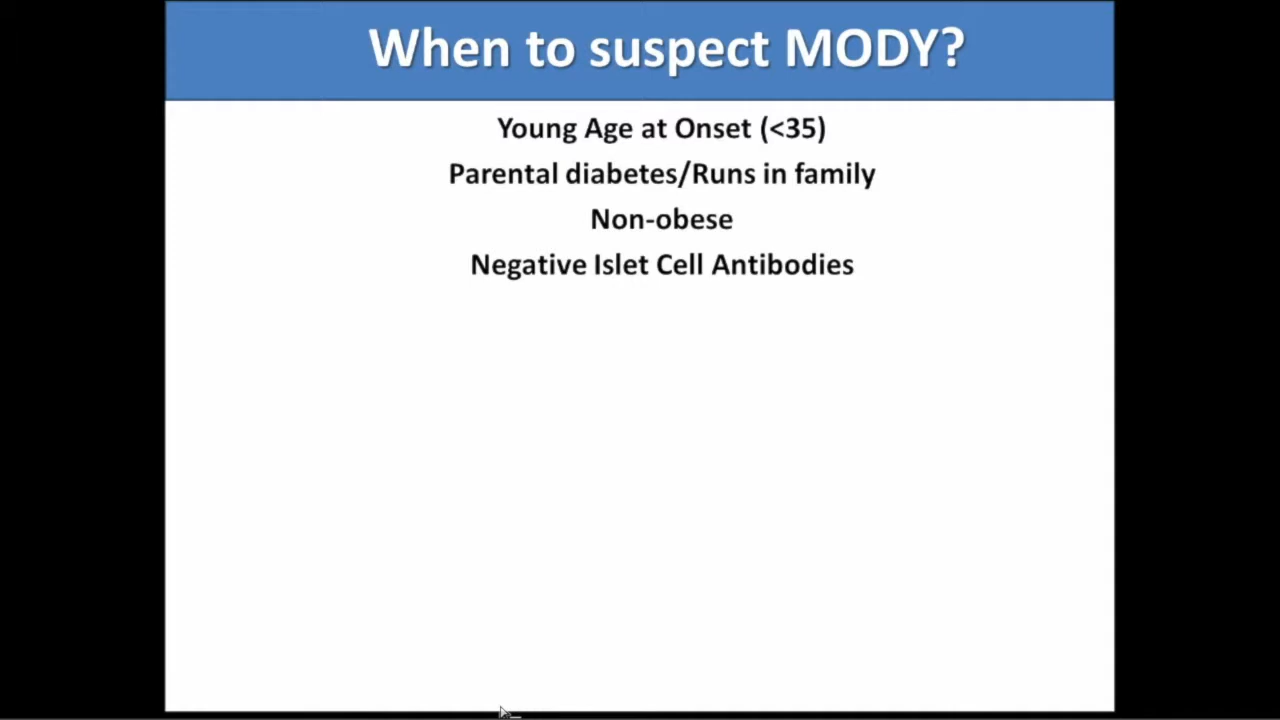 When to suspect MODY?
Young Age at Onset (<35)
Parental diabetes/Runs in family
Non-obese
Negative Islet Cell Antibodies